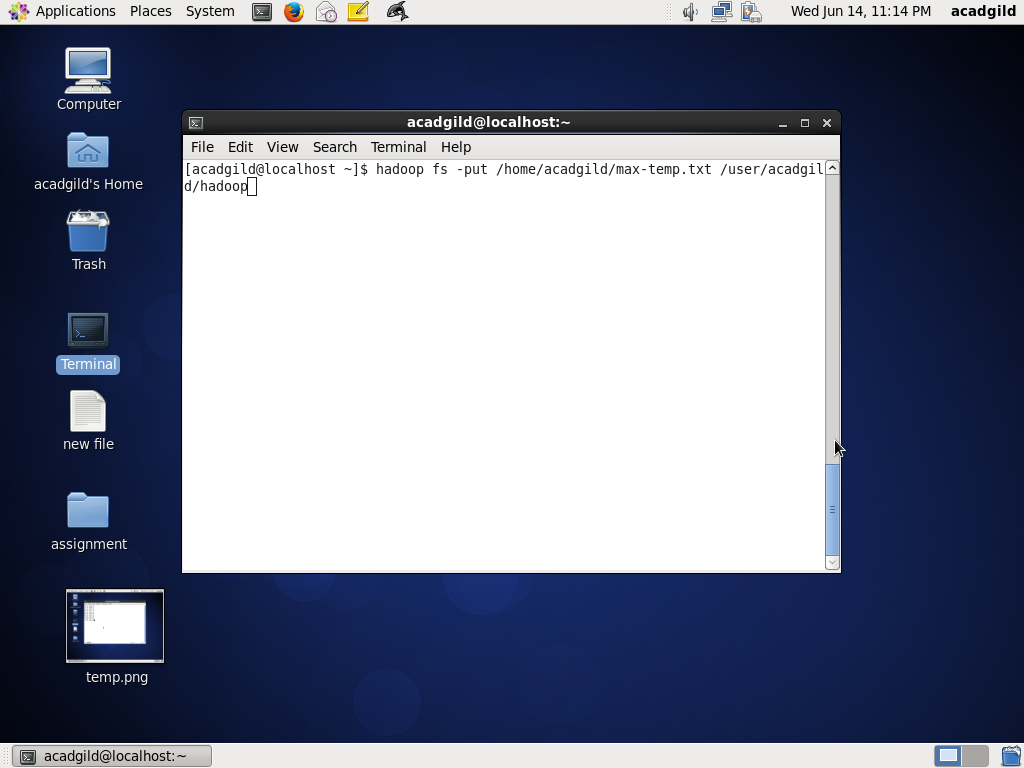 Applications Places System Wed Jun 14, 11:14 PM acadgild
Computer
acadgild's Home
Trash
Terminal
new file
assignment
temp.png
acadgild@localhost:~
File Edit View Search Terminal Help
[acadgild@localhost ~]$ hadoop fs -put /home/acadgild/max-temp.txt /user/acadgil
d/hadoop
acadgild@localhost:~